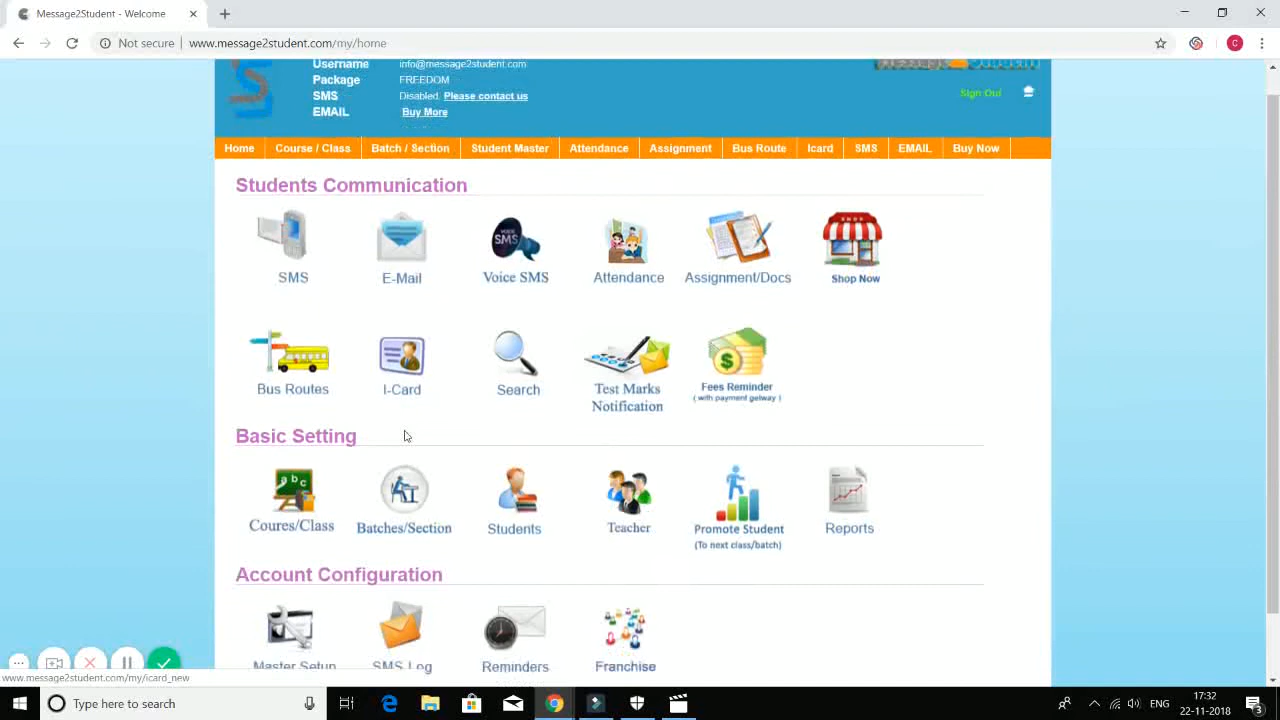 Message2Student - Welcome
Not secure | www.message2student.com/my/home
Username info@message2student.com
Package FREEDOM
SMS Disabled. Please contact us
EMAIL Buy More
Sign Out
Home Course / Class Batch / Section Student Master Attendance Assignment Bus Route Icard SMS EMAIL Buy Now
Students Communication
SHOP
SMS
SMS E-Mail Voice SMS Attendance Assignment/Docs Shop Now
Bus Routes I-Card Search Test Marks Notification Fees Reminder
( with payment getway )
Basic Setting
a b c
Coures/Class Batches/Section Students Teacher Promote Student Reports
(To next class/batch)
Account Configuration
Master Setup SMS Log Reminders Franchise
www.message2student.com/my/icard_new
Type here to search
ENG
17:32
22-11-2018
3
C